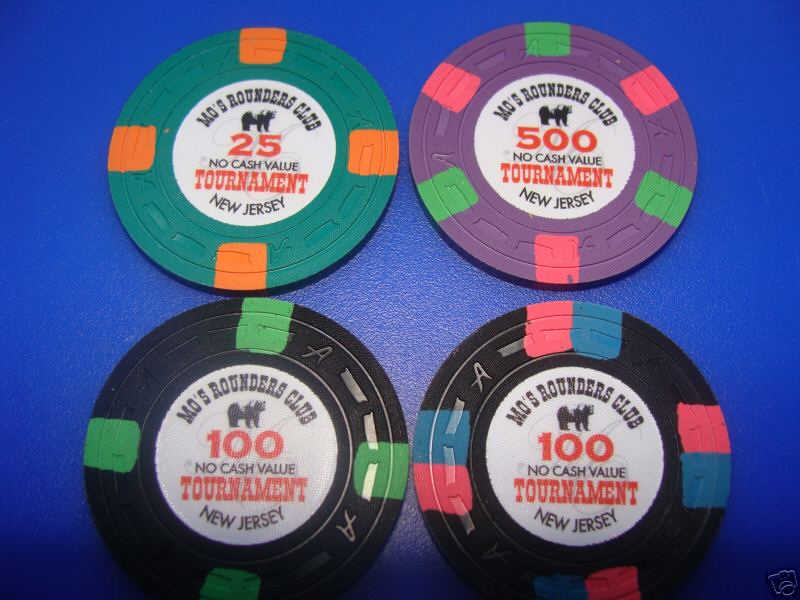 MO'S ROUNDERS CLUB
25
NO CASH VALUE
TOURNAMENT
NEW JERSEY
MO'S ROUNDERS CLUB
500
NO CASH VALUE
TOURNAMENT
NEW JERSEY
MO'S ROUNDERS CLUB
100
NO CASH VALUE
TOURNAMENT
NEW JERSEY
MO'S ROUNDERS CLUB
100
NO CASH VALUE
TOURNAMENT
NEW JERSEY